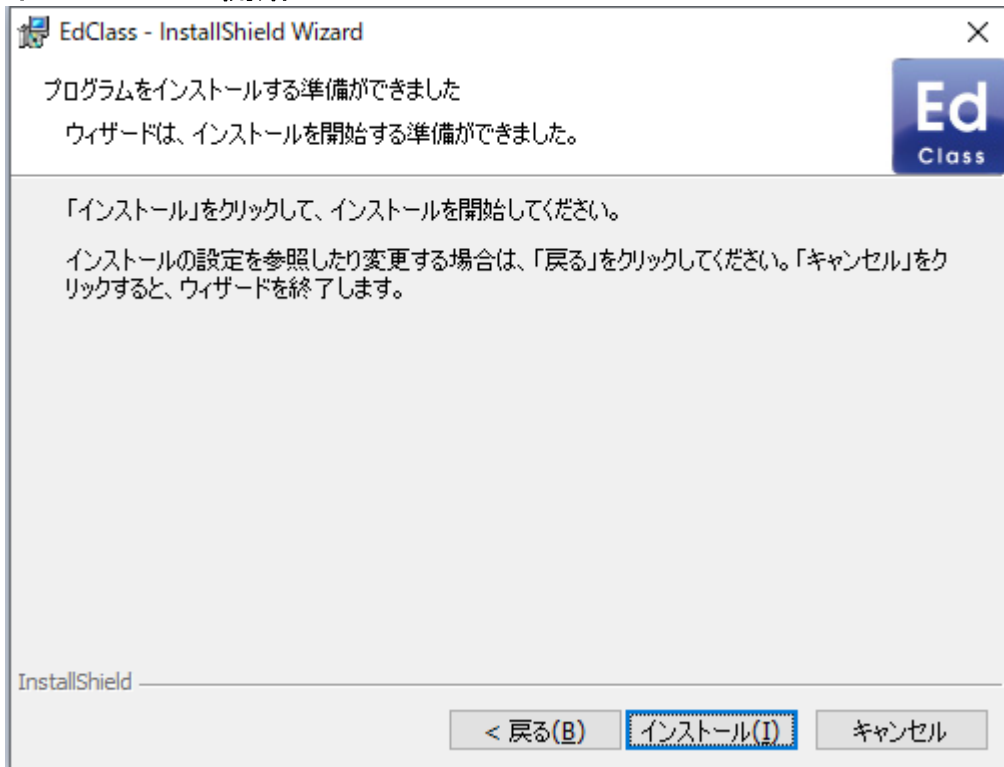 EdClass - InstallShield Wizard
プログラムをインストールする準備ができました
ウィザードは、インストールを開始する準備ができました。
Ed
Class
「インストール」をクリックして、インストールを開始してください。
インストールの設定を参照したり変更する場合は、「戻る」をクリックしてください。「キャンセル」をク
リックすると、ウィザードを終了します。
InstallShield
< 戻る(B)
インストール(I)
キャンセル